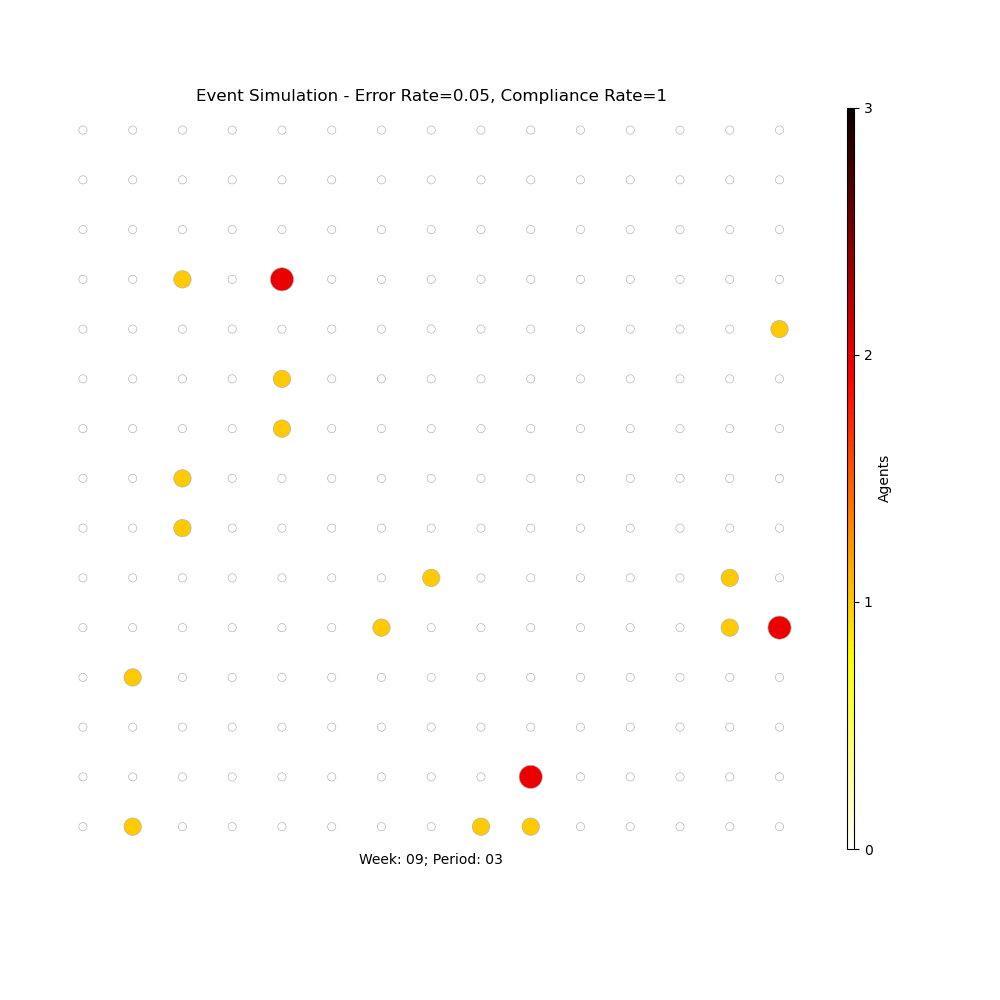 Event Simulation - Error Rate=0.05, Compliance Rate=1
3
2
Agents
1
0
Week: 09; Period: 03